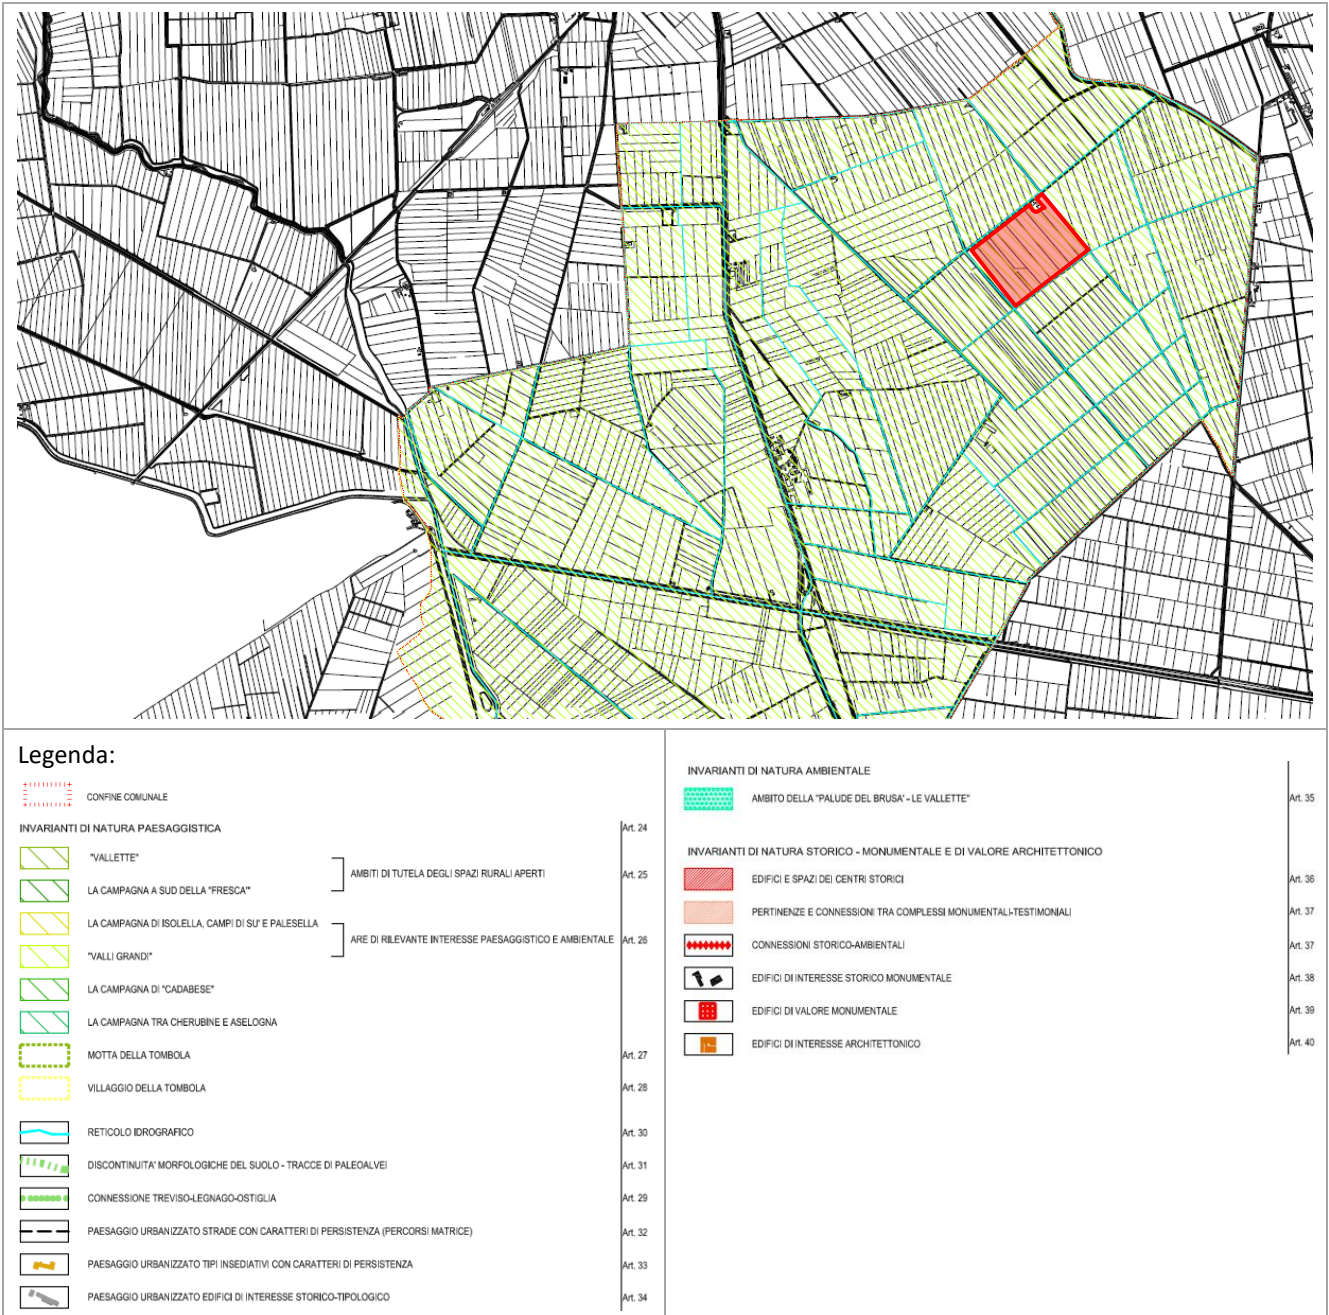 Legenda:
CONFINE COMUNALE
INVARIANTI DI NATURA PAESAGGISTICA
Art. 24
"VALLETTE"
AMBITI DI TUTELA DEGLI SPAZI RURALI APERTI
Art. 25
LA CAMPAGNA A SUD DELLA "FRESCA"
LA CAMPAGNA DI ISOLELLA, CAMPI DI SU' E PALESELLA
ARE DI RILEVANTE INTERESSE PAESAGGISTICO E AMBIENTALE
Art. 26
"VALLI GRANDI"
LA CAMPAGNA DI "CADABESE"
LA CAMPAGNA TRA CHERUBINE E ASELOGNA
MOTTA DELLA TOMBOLA
Art. 27
VILLAGGIO DELLA TOMBOLA
Art. 28
RETICOLO IDROGRAFICO
Art. 30
DISCONTINUITA' MORFOLOGICHE DEL SUOLO - TRACCE DI PALEOALVEI
Art. 31
CONNESSIONE TREVISO-LEGNAGO-OSTIGLIA
Art. 29
PAESAGGIO URBANIZZATO STRADE CON CARATTERI DI PERSISTENZA (PERCORSI MATRICE)
Art. 32
PAESAGGIO URBANIZZATO TIPI INSEDIATIVI CON CARATTERI DI PERSISTENZA
Art. 33
PAESAGGIO URBANIZZATO EDIFICI DI INTERESSE STORICO-TIPOLOGICO
Art. 34
INVARIANTI DI NATURA AMBIENTALE
AMBITO DELLA "PALUDE DEL BRUSA' - LE VALLETTE"
Art. 35
INVARIANTI DI NATURA STORICO - MONUMENTALE E DI VALORE ARCHITETTONICO
EDIFICI E SPAZI DEI CENTRI STORICI
Art. 36
PERTINENZE E CONNESSIONI TRA COMPLESSI MONUMENTALI-TESTIMONIALI
Art. 37
CONNESSIONI STORICO-AMBIENTALI
Art. 37
EDIFICI DI INTERESSE STORICO MONUMENTALE
Art. 38
EDIFICI DI VALORE MONUMENTALE
Art. 39
EDIFICI DI INTERESSE ARCHITETTONICO
Art. 40